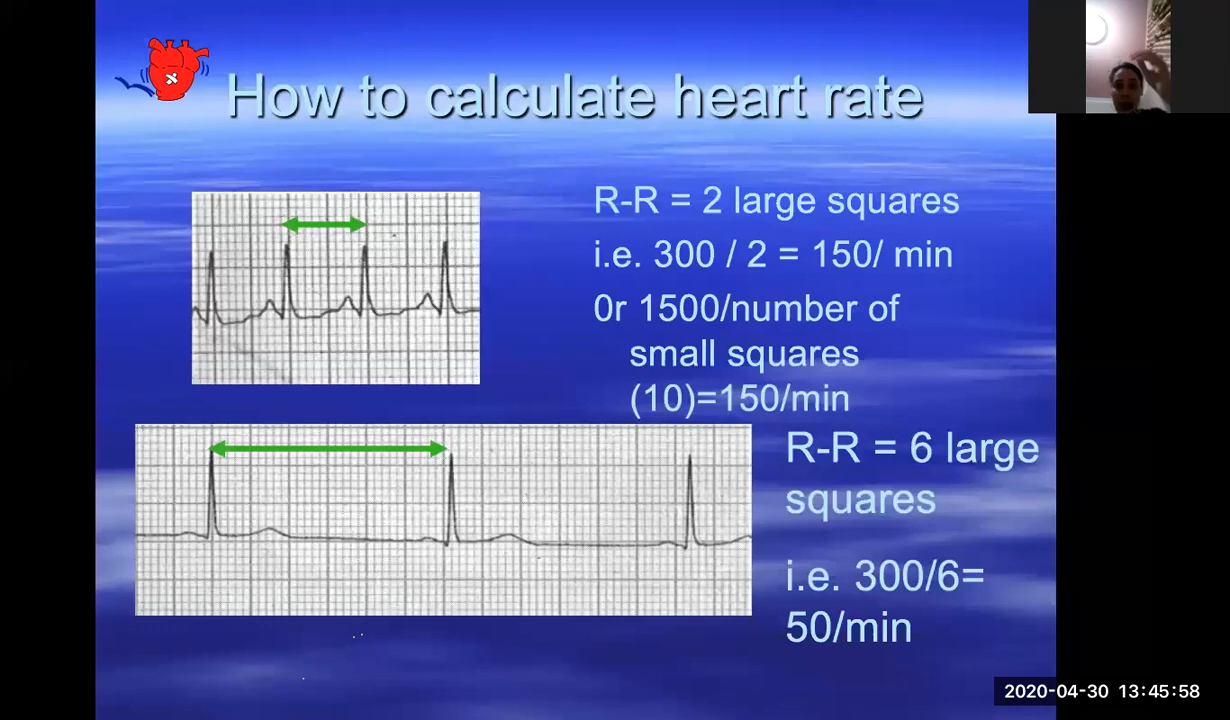 How to calculate heart rate
R-R = 2 large squares
i.e. 300 / 2 = 150/ min
0r 1500/number of
small squares
(10)=150/min
R-R = 6 large
squares
i.e. 300/6=
50/min
2020-04-30 13:45:58